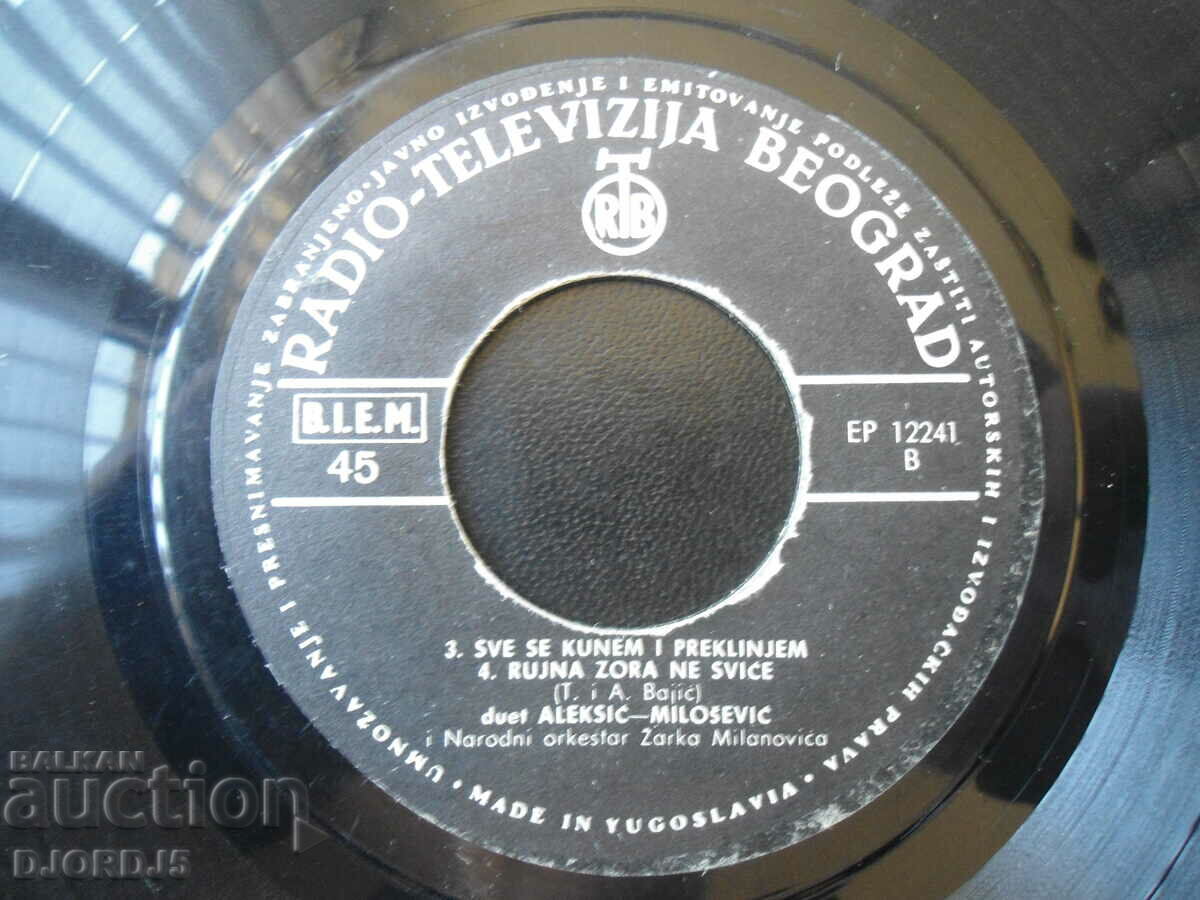 UMNOZAVANJE I PRESNIMAVANJE ZABRANJENO · JAVNO IZVOĐENJE I EMITOVANJE PODLEŽE ZAŠTITI AUTORSKIH I IZVOĐAČKIH PRAVA · MADE IN YUGOSLAVIA ·
RADIO-TELEVIZIJA BEOGRAD
RTB
B.I.E.M.
45
EP 12241
B
3. SVE SE KUNEM I PREKLINJEM
4. RUJNA ZORA NE SVIĆE
(T. i A. Bajić)
duet ALEKSIĆ—MILOŠEVIĆ
i Narodni orkestar Žarka Milanovića
BALKAN
auction
DJORDJ5